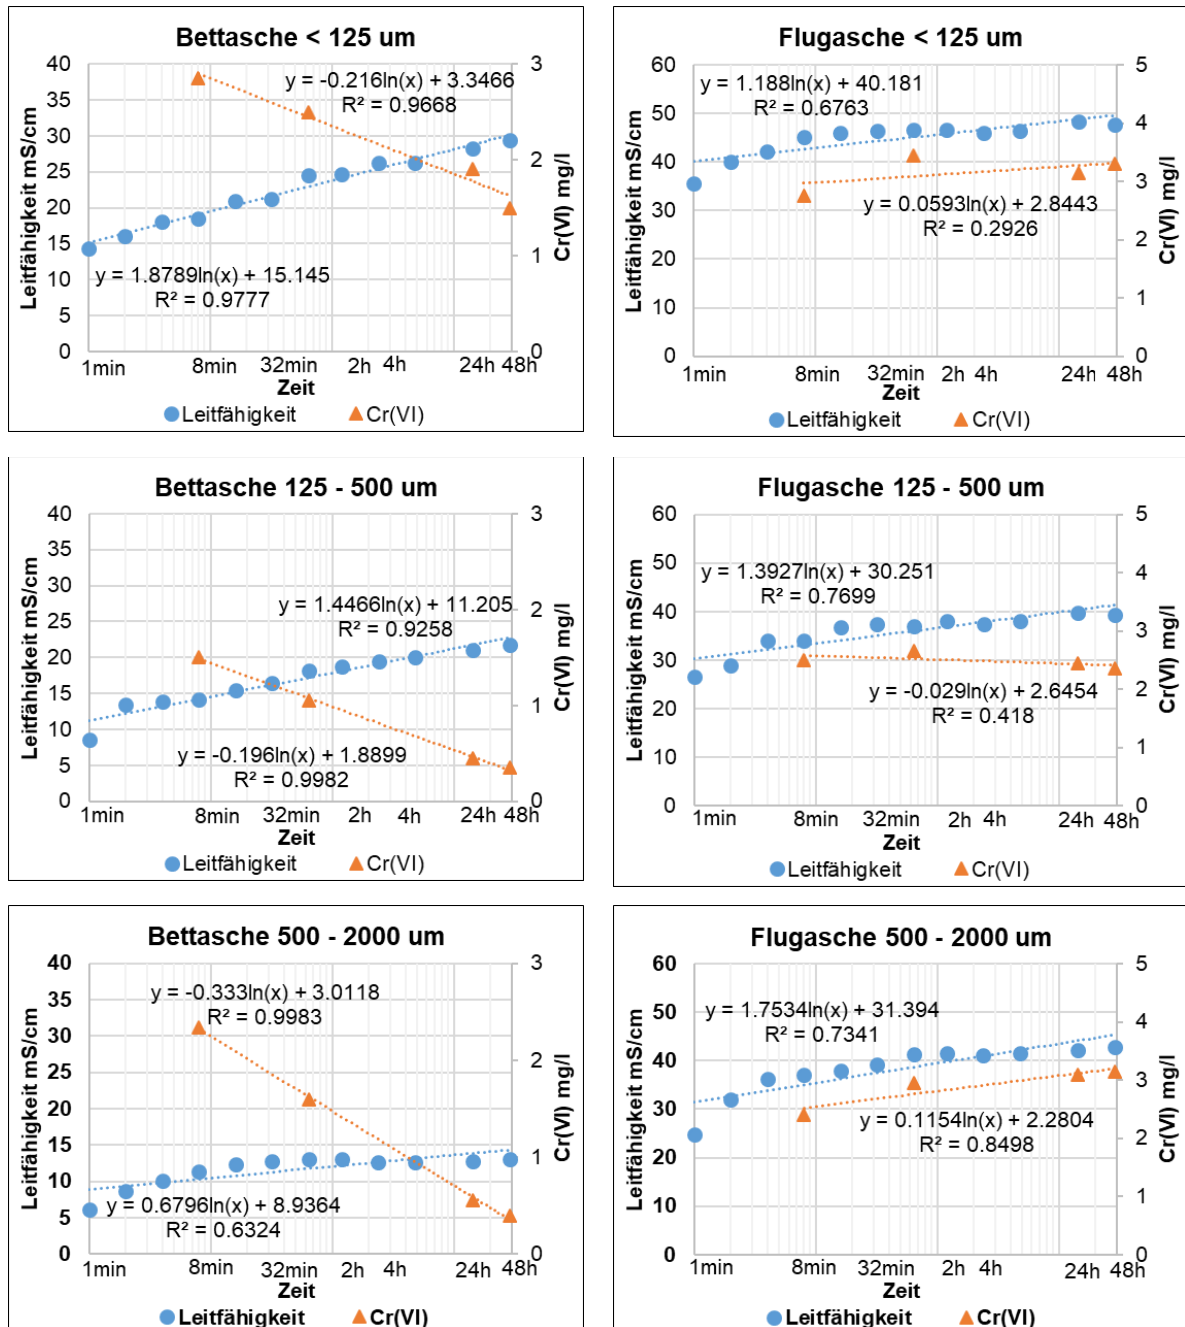 Bettasche < 125 um
40
35
30
25
20
15
10
5
0
Leitfähigkeit mS/cm
y = -0.216ln(x) + 3.3466
R² = 0.9668
y = 1.8789ln(x) + 15.145
R² = 0.9777
3
2
1
0
Cr(VI) mg/l
1min 8min 32min 2h 4h 24h 48h
Zeit
Leitfähigkeit Cr(VI)
Flugasche < 125 um
60
50
40
30
20
10
0
Leitfähigkeit mS/cm
y = 1.188ln(x) + 40.181
R² = 0.6763
y = 0.0593ln(x) + 2.8443
R² = 0.2926
5
4
3
2
1
0
Cr(VI) mg/l
1min 8min 32min 2h 4h 24h 48h
Zeit
Leitfähigkeit Cr(VI)
Bettasche 125 - 500 um
40
35
30
25
20
15
10
5
0
Leitfähigkeit mS/cm
y = 1.4466ln(x) + 11.205
R² = 0.9258
y = -0.196ln(x) + 1.8899
R² = 0.9982
3
2
1
0
Cr(VI) mg/l
1min 8min 32min 2h 4h 24h 48h
Zeit
Leitfähigkeit Cr(VI)
Flugasche 125 - 500 um
60
50
40
30
20
10
0
Leitfähigkeit mS/cm
y = 1.3927ln(x) + 30.251
R² = 0.7699
y = -0.029ln(x) + 2.6454
R² = 0.418
5
4
3
2
1
0
Cr(VI) mg/l
1min 8min 32min 2h 4h 24h 48h
Zeit
Leitfähigkeit Cr(VI)
Bettasche 500 - 2000 um
40
35
30
25
20
15
10
5
0
Leitfähigkeit mS/cm
y = -0.333ln(x) + 3.0118
R² = 0.9983
y = 0.6796ln(x) + 8.9364
R² = 0.6324
3
2
1
0
Cr(VI) mg/l
1min 8min 32min 2h 4h 24h 48h
Zeit
Leitfähigkeit Cr(VI)
Flugasche 500 - 2000 um
60
50
40
30
20
10
0
Leitfähigkeit mS/cm
y = 1.7534ln(x) + 31.394
R² = 0.7341
y = 0.1154ln(x) + 2.2804
R² = 0.8498
5
4
3
2
1
0
Cr(VI) mg/l
1min 8min 32min 2h 4h 24h 48h
Zeit
Leitfähigkeit Cr(VI)